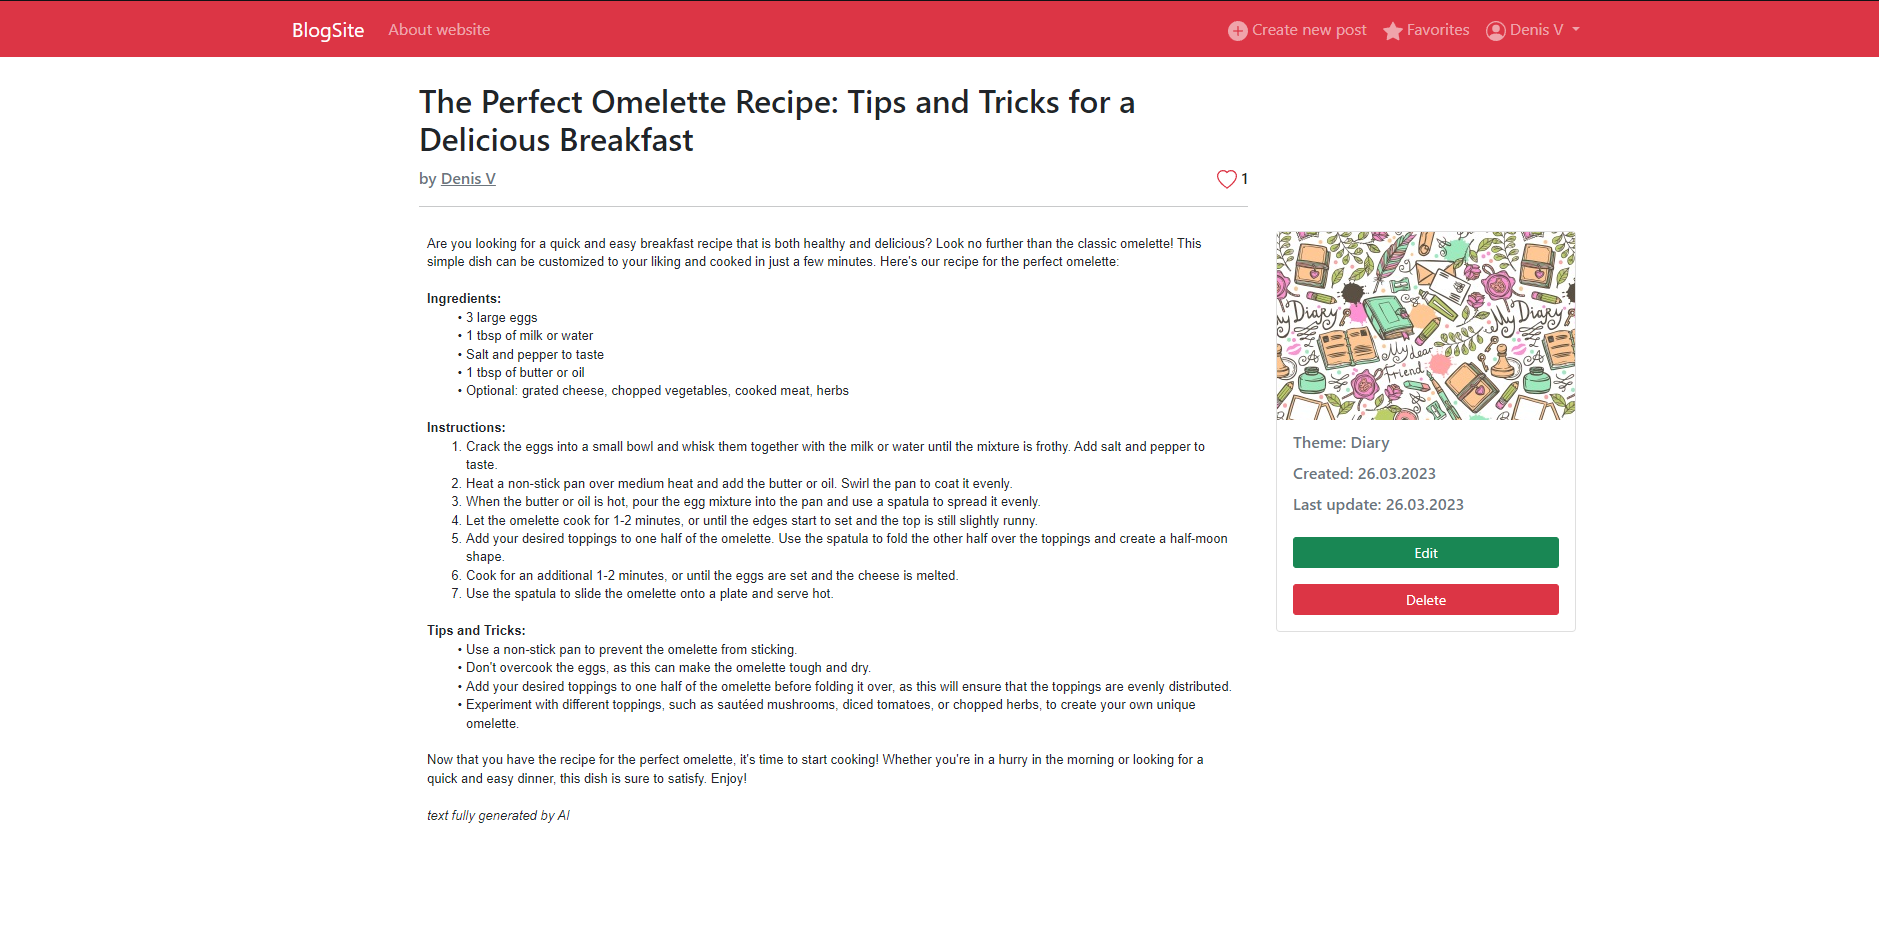 BlogSite About website Create new post Favorites Denis V
The Perfect Omelette Recipe: Tips and Tricks for a
Delicious Breakfast
by Denis V 1
Are you looking for a quick and easy breakfast recipe that is both healthy and delicious? Look no further than the classic omelette! This
simple dish can be customized to your liking and cooked in just a few minutes. Here's our recipe for the perfect omelette:
Ingredients:
• 3 large eggs
• 1 tbsp of milk or water
• Salt and pepper to taste
• 1 tbsp of butter or oil
• Optional: grated cheese, chopped vegetables, cooked meat, herbs
Instructions:
1. Crack the eggs into a small bowl and whisk them together with the milk or water until the mixture is frothy. Add salt and pepper to
taste.
2. Heat a non-stick pan over medium heat and add the butter or oil. Swirl the pan to coat it evenly.
3. When the butter or oil is hot, pour the egg mixture into the pan and use a spatula to spread it evenly.
4. Let the omelette cook for 1-2 minutes, or until the edges start to set and the top is still slightly runny.
5. Add your desired toppings to one half of the omelette. Use the spatula to fold the other half over the toppings and create a half-moon
shape.
6. Cook for an additional 1-2 minutes, or until the eggs are set and the cheese is melted.
7. Use the spatula to slide the omelette onto a plate and serve hot.
Tips and Tricks:
• Use a non-stick pan to prevent the omelette from sticking.
• Don't overcook the eggs, as this can make the omelette tough and dry.
• Add your desired toppings to one half of the omelette before folding it over, as this will ensure that the toppings are evenly distributed.
• Experiment with different toppings, such as sautéed mushrooms, diced tomatoes, or chopped herbs, to create your own unique
omelette.
Now that you have the recipe for the perfect omelette, it's time to start cooking! Whether you're in a hurry in the morning or looking for a
quick and easy dinner, this dish is sure to satisfy. Enjoy!
text fully generated by AI
My Diary
My Diary
My dear
friend
Theme: Diary
Created: 26.03.2023
Last update: 26.03.2023
Edit
Delete